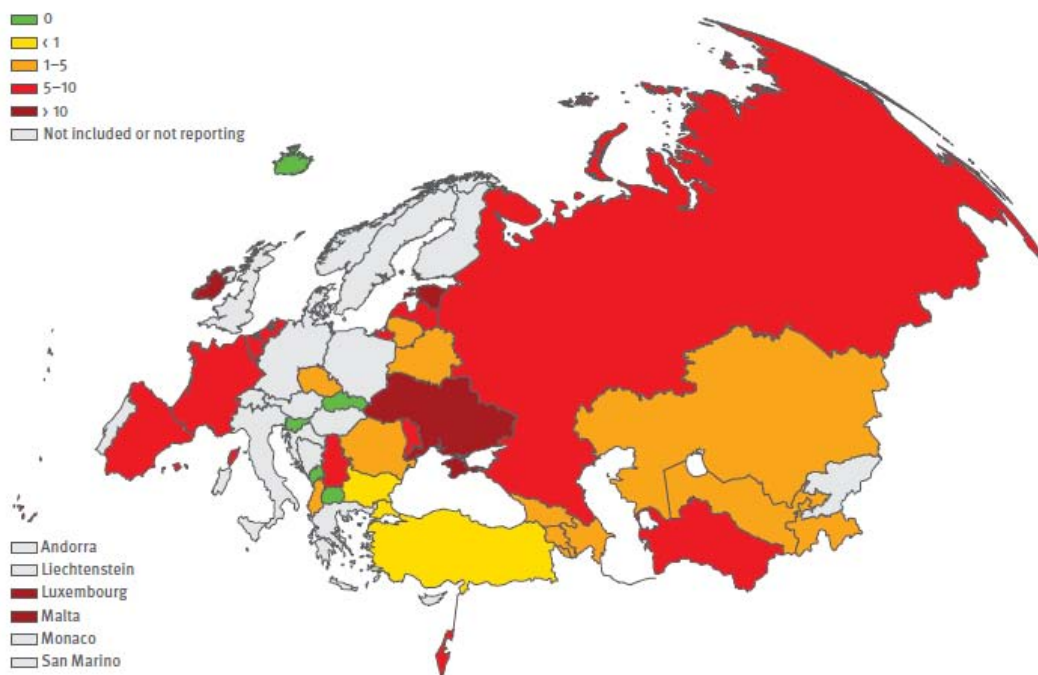 0
< 1
1–5
5–10
> 10
Not included or not reporting
Andorra
Liechtenstein
Luxembourg
Malta
Monaco
San Marino